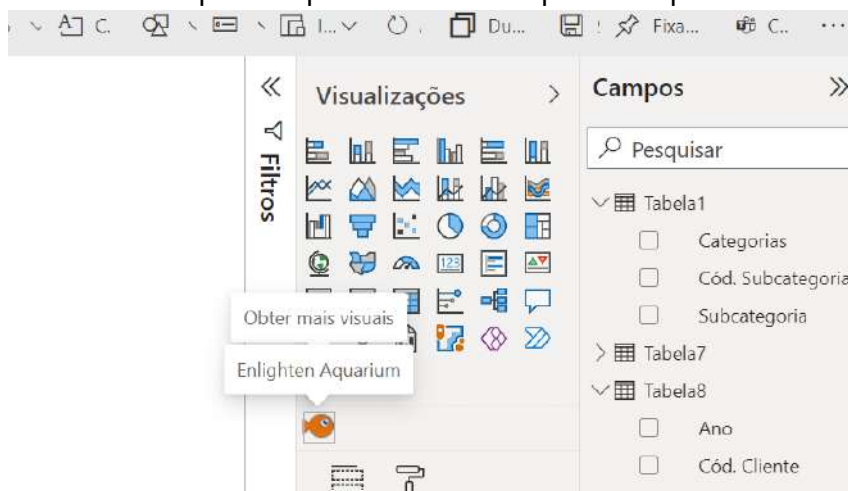 C. I... Du... Fixa... C.. ...
Visualizações
Filtros
123
Obter mais visuais
Enlighten Aquarium
Campos
Pesquisar
Tabela1
Categorias
Cód. Subcategoria
Subcategoria
Tabela7
Tabela8
Ano
Cód. Cliente